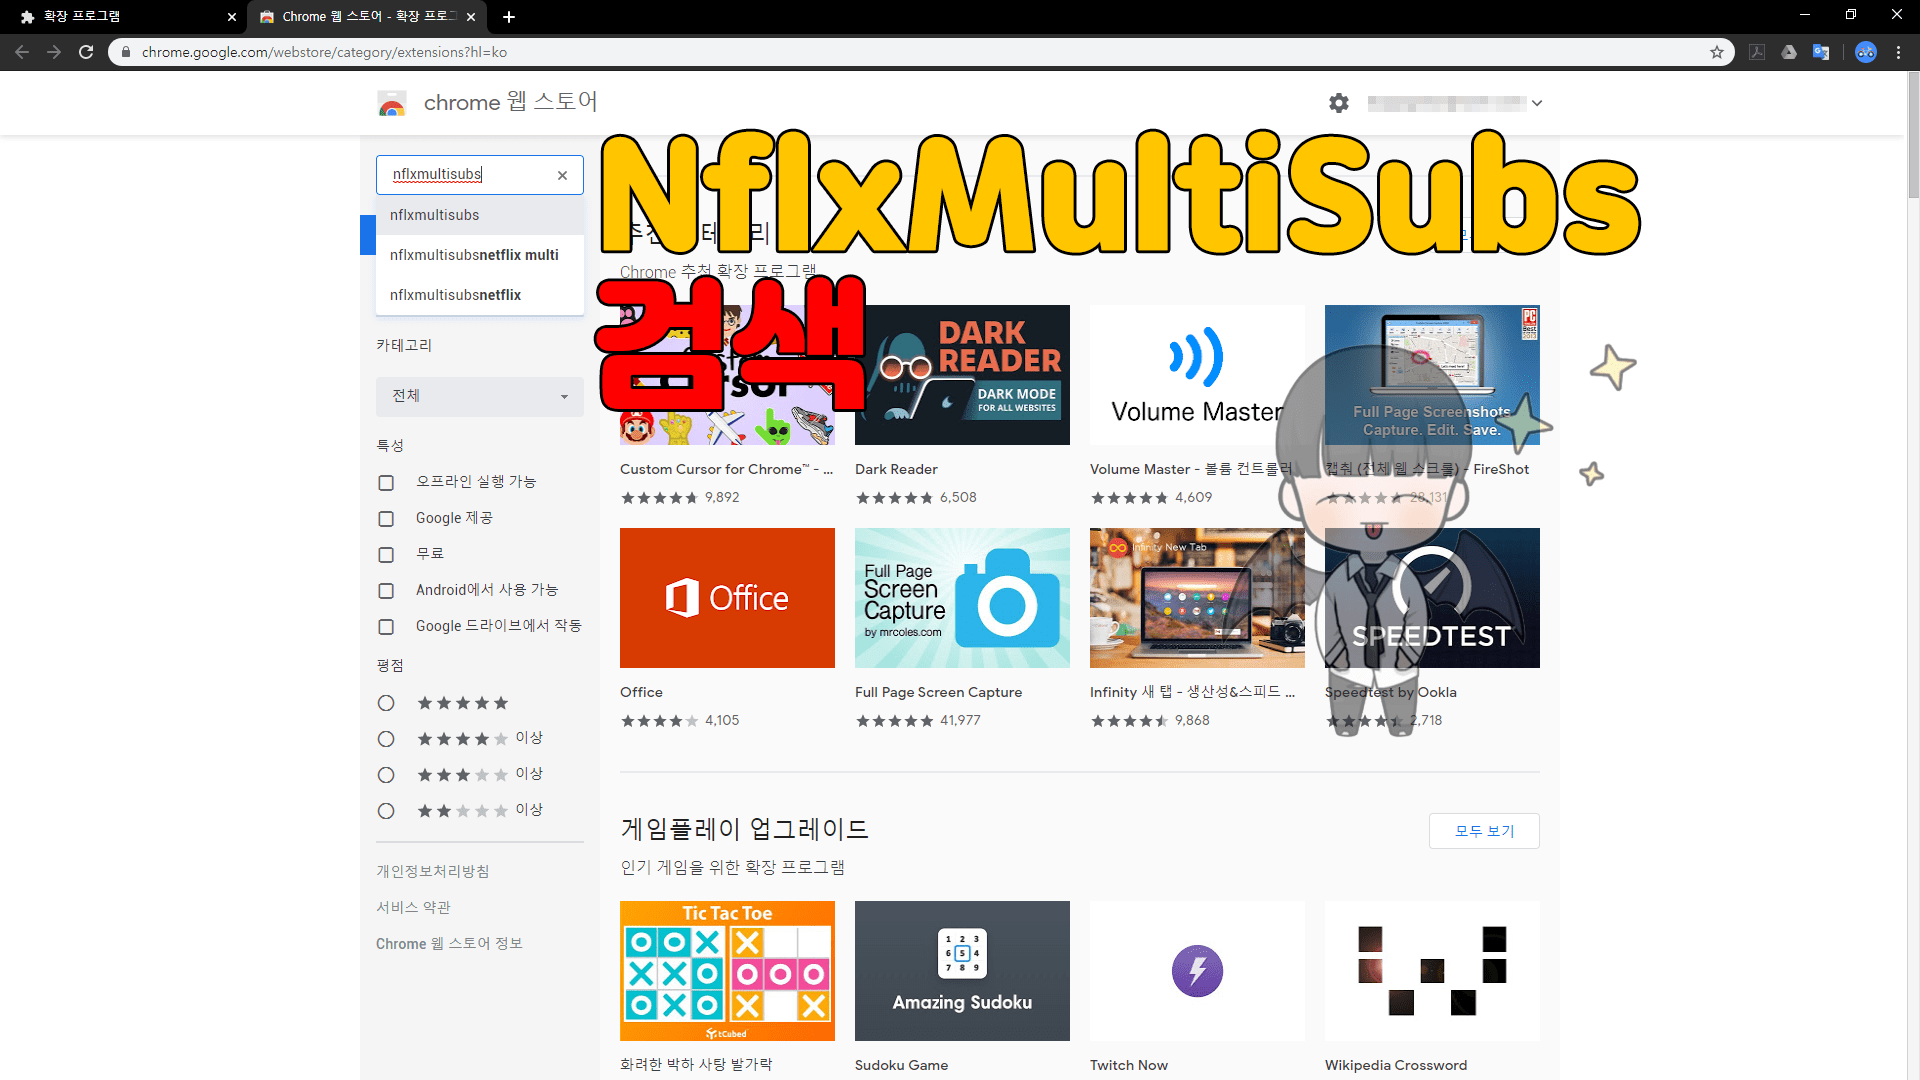 확장 프로그램
Chrome 웹 스토어 - 확장 프로그
chrome.google.com/webstore/category/extensions?hl=ko
chrome 웹 스토어
nflxmultisubs
nflxmultisubs
nflxmultisubsnetflix multi
nflxmultisubsnetflix
NflxMultiSubs
검색
Chrome 추천 확장 프로그램
카테고리
전체
특성
오프라인 실행 가능
Google 제공
무료
Android에서 사용 가능
Google 드라이브에서 작동
평점
이상
이상
이상
개인정보처리방침
서비스 약관
Chrome 웹 스토어 정보
DARK
READER
DARK MODE
FOR ALL WEBSITES
Volume Master
PC
Full Page Screenshots
Capture. Edit. Save.
Custom Cursor for Chrome™ - ...
Dark Reader
Volume Master - 볼륨 컨트롤러
캡춰 (전체 웹 스크롤) - FireShot
9,892
6,508
4,609
28,131
Office
Full Page
Screen
Capture
by mrcoles.com
Infinity New Tab
SPEEDTEST
Office
Full Page Screen Capture
Infinity 새 탭 - 생산성&스피드 ...
Speedtest by Ookla
4,105
41,977
9,868
2,718
게임플레이 업그레이드
모두 보기
인기 게임을 위한 확장 프로그램
Tic Tac Toe
tCubed
1 2 3
6 5 4
7 8 9
Amazing Sudoku
화려한 박하 사탕 발가락
Sudoku Game
Twitch Now
Wikipedia Crossword